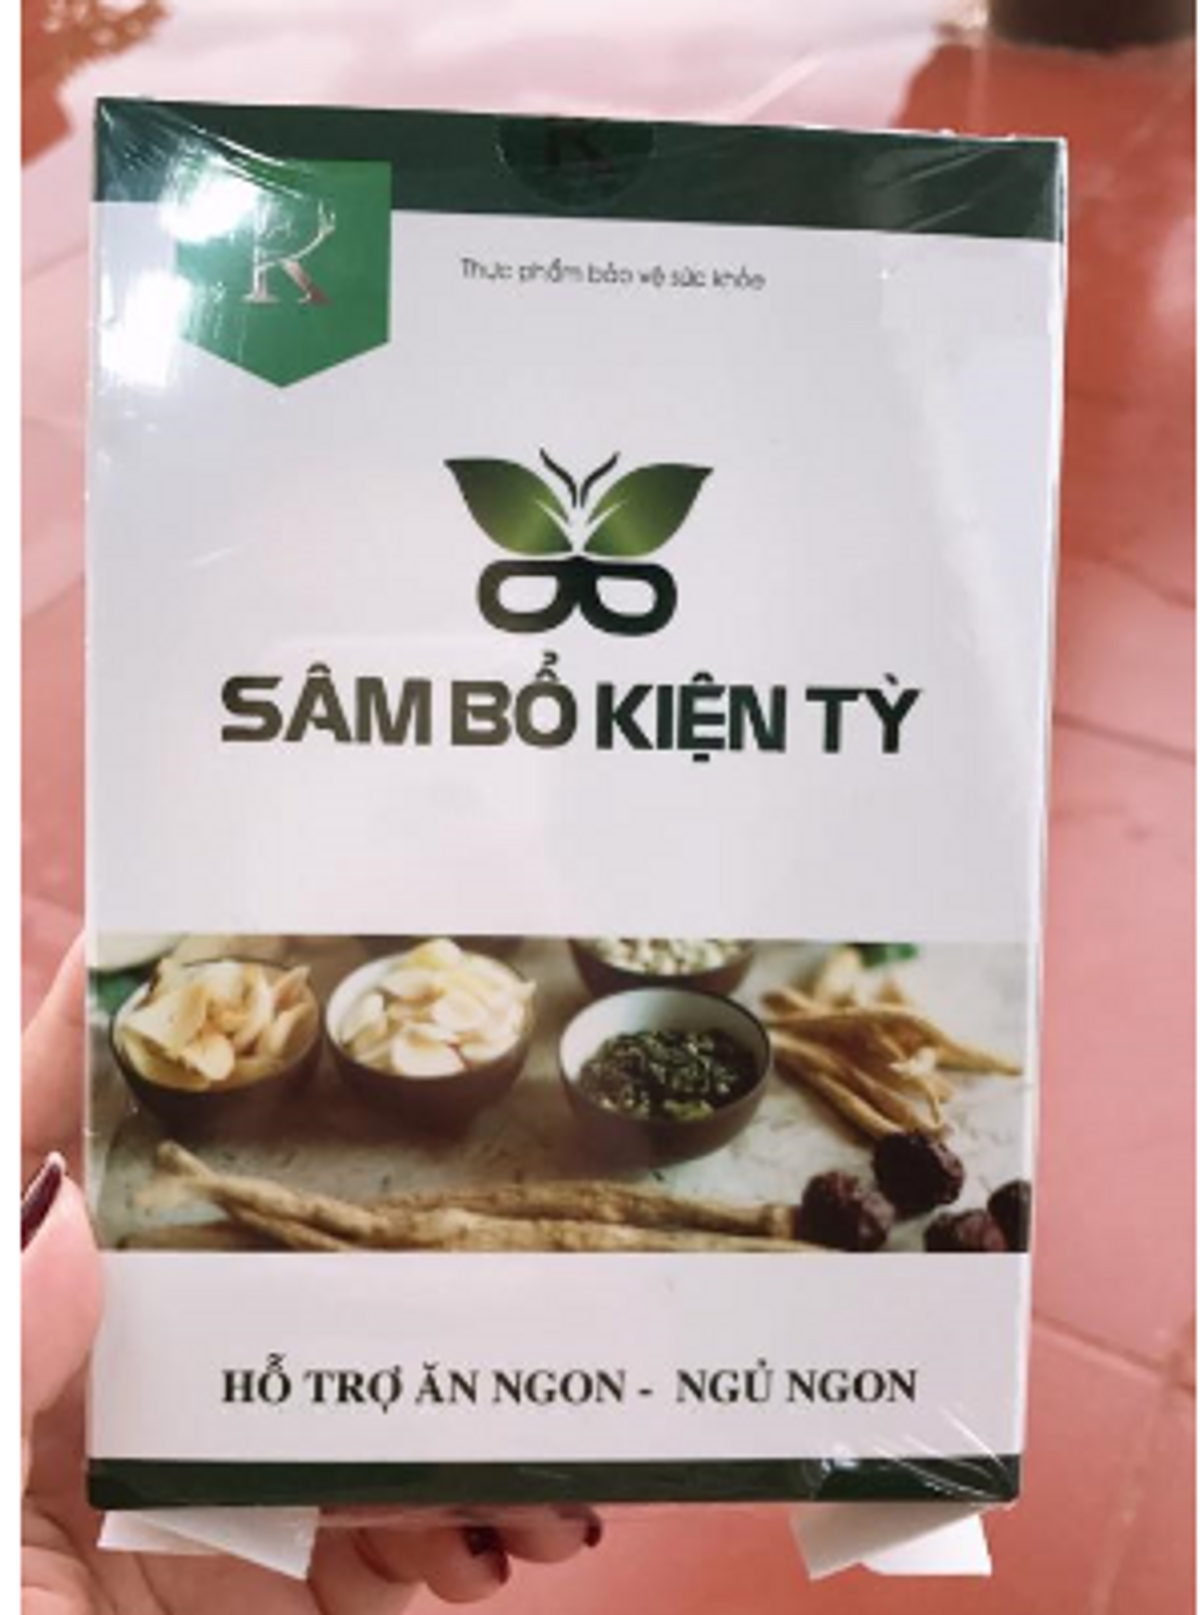 R
Thực phẩm bảo vệ sức khỏe
SÂM BỔ KIỆN TỲ
HỖ TRỢ ĂN NGON - NGỦ NGON